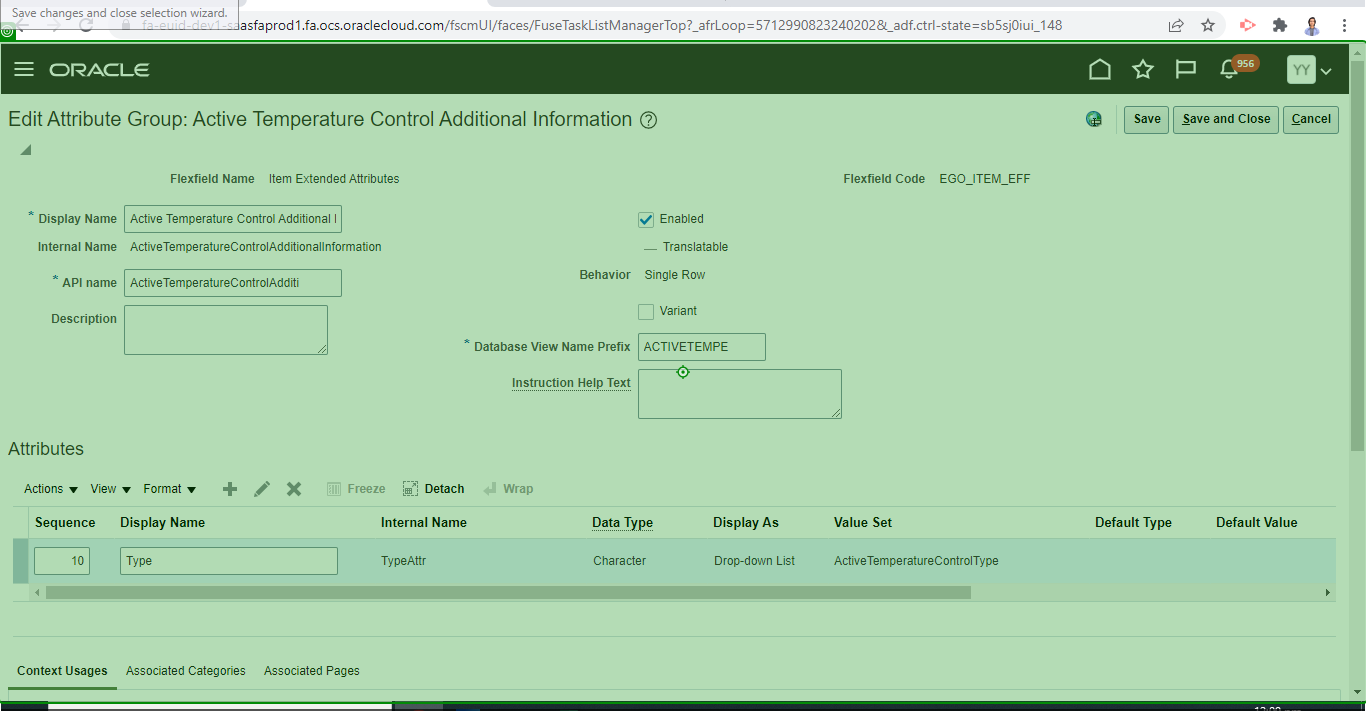 Save changes and close selection wizard.
fa-euid-dev1-saasfaprod1.fa.ocs.oraclecloud.com/fscmUI/faces/FuseTaskListManagerTop?_afrLoop=57129908232402028&_adf.ctrl-state=sb5sj0iui_148
ORACLE 956 YY
Edit Attribute Group: Active Temperature Control Additional Information ? Save Save and Close Cancel
Flexfield Name Item Extended Attributes Flexfield Code EGO_ITEM_EFF
* Display Name Active Temperature Control Additional I Enabled
Internal Name ActiveTemperatureControlAdditionalInformation Translatable
* API name ActiveTemperatureControlAdditi Behavior Single Row
Description Variant
* Database View Name Prefix ACTIVETEMPE
Instruction Help Text
Attributes
Actions View Format Freeze Detach Wrap
Sequence Display Name Internal Name Data Type Display As Value Set Default Type Default Value
10 Type TypeAttr Character Drop-down List ActiveTemperatureControlType
Context Usages Associated Categories Associated Pages